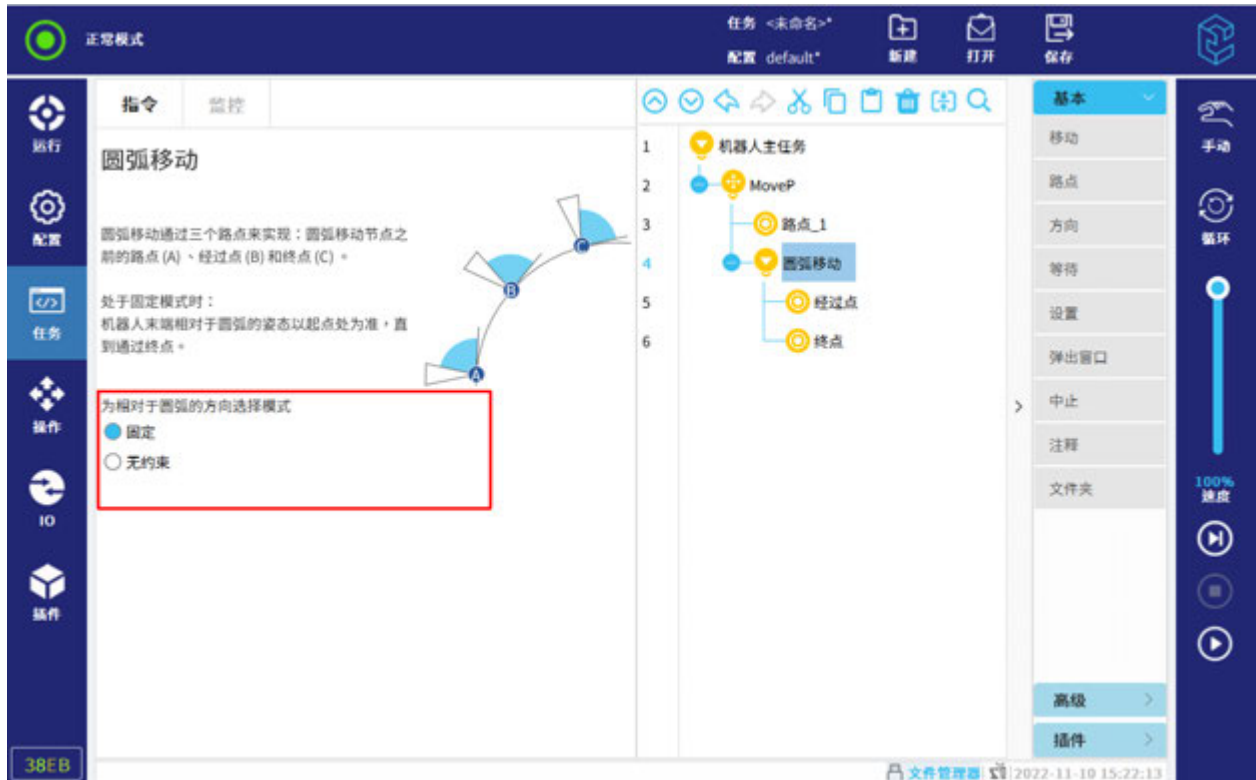 正常模式
任务 <未命名>*
配置 default*
新建
打开
保存
运行
配置
任务
操作
IO
插件
38EB
指令
监控
圆弧移动
圆弧移动通过三个路点来实现：圆弧移动节点之
前的路点 (A) 、经过点 (B) 和终点 (C) 。
处于固定模式时：
机器人末端相对于圆弧的姿态以起点处为准，直
到通过终点。
A
B
C
为相对于圆弧的方向选择模式
固定
无约束
1 机器人主任务
2 MoveP
3 路点_1
4 圆弧移动
5 经过点
6 终点
基本
移动
路点
方向
等待
设置
弹出窗口
中止
注释
文件夹
高级
插件
手动
循环
100%
速度
文件管理器
2022-11-10 15:22:13